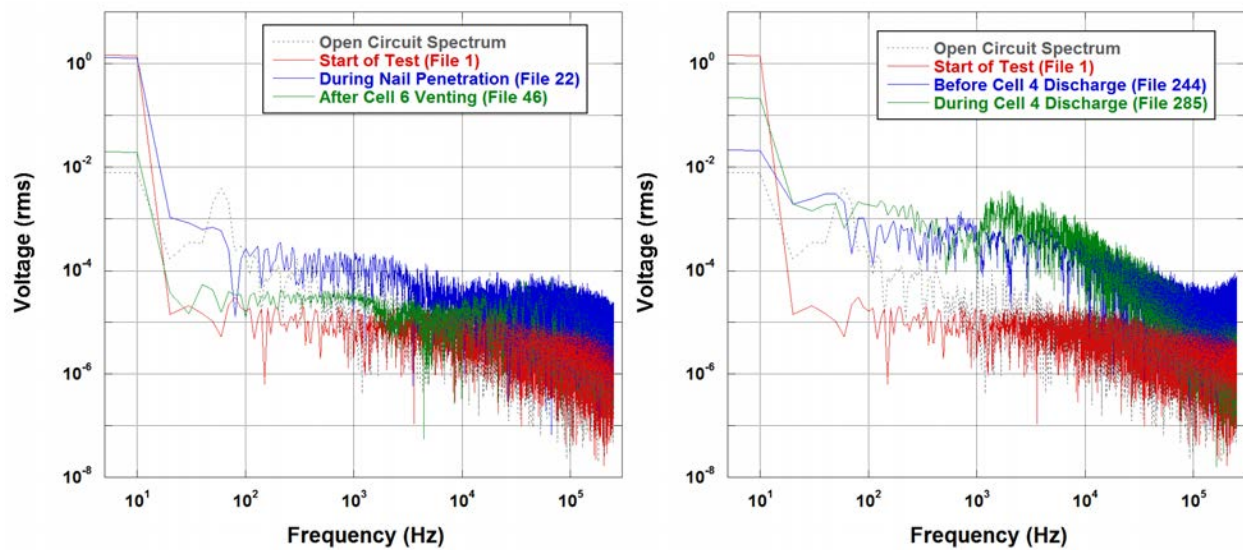 Open Circuit Spectrum
Start of Test (File 1)
During Nail Penetration (File 22)
After Cell 6 Venting (File 46)
10^0
10^-2
10^-4
10^-6
10^-8
Voltage (rms)
10^1 10^2 10^3 10^4 10^5
Frequency (Hz)
Open Circuit Spectrum
Start of Test (File 1)
Before Cell 4 Discharge (File 244)
During Cell 4 Discharge (File 285)
10^0
10^-2
10^-4
10^-6
10^-8
Voltage (rms)
10^1 10^2 10^3 10^4 10^5
Frequency (Hz)